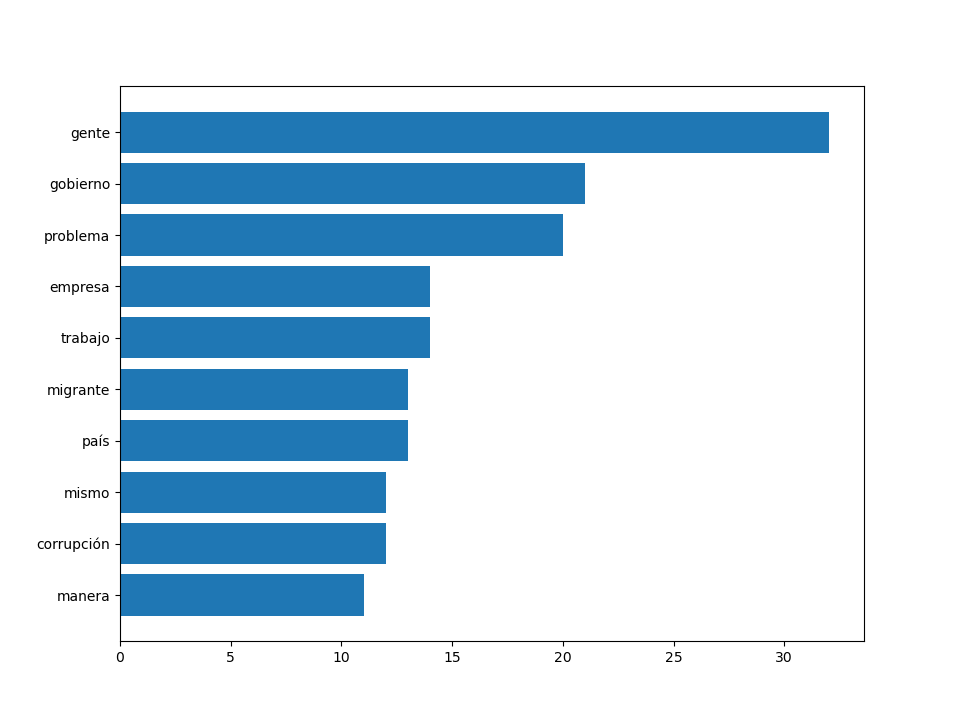 gente
gobierno
problema
empresa
trabajo
migrante
país
mismo
corrupción
manera
0 5 10 15 20 25 30